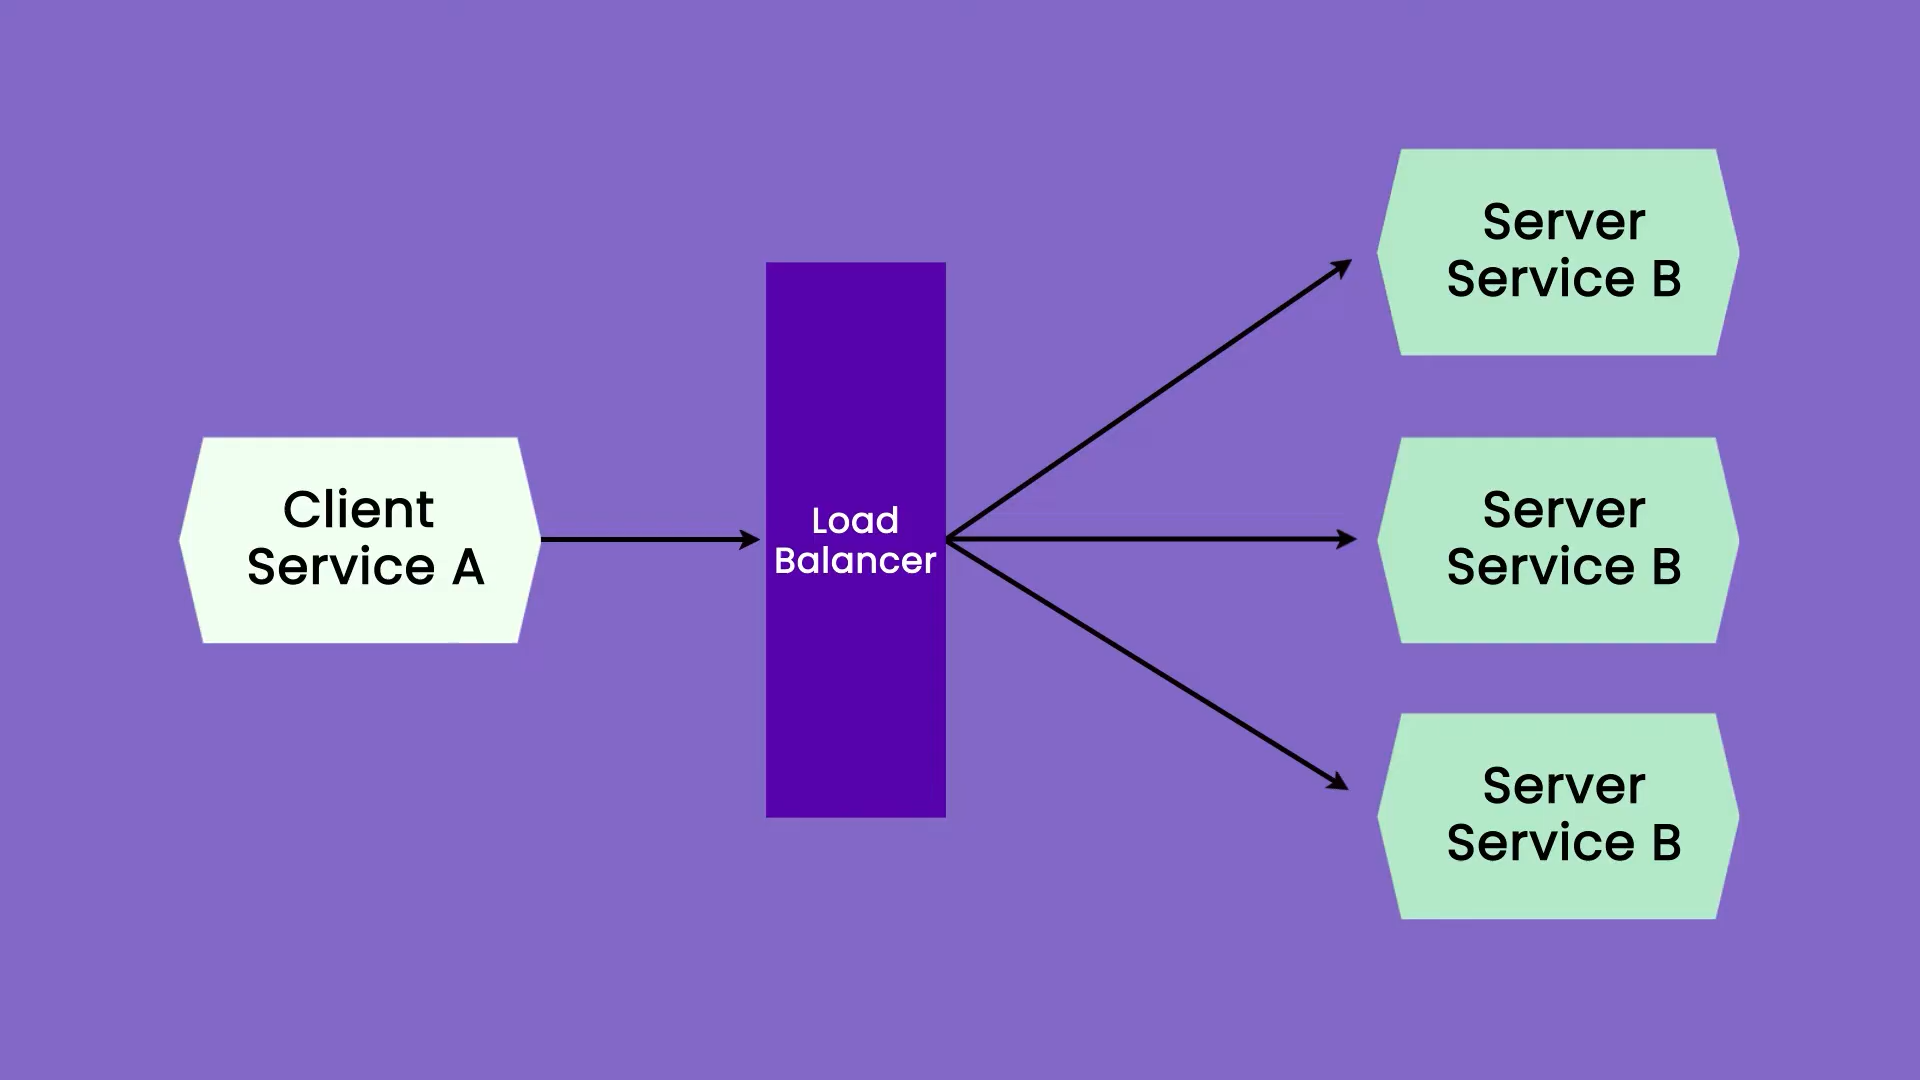 Client
Service A
Load
Balancer
Server
Service B
Server
Service B
Server
Service B